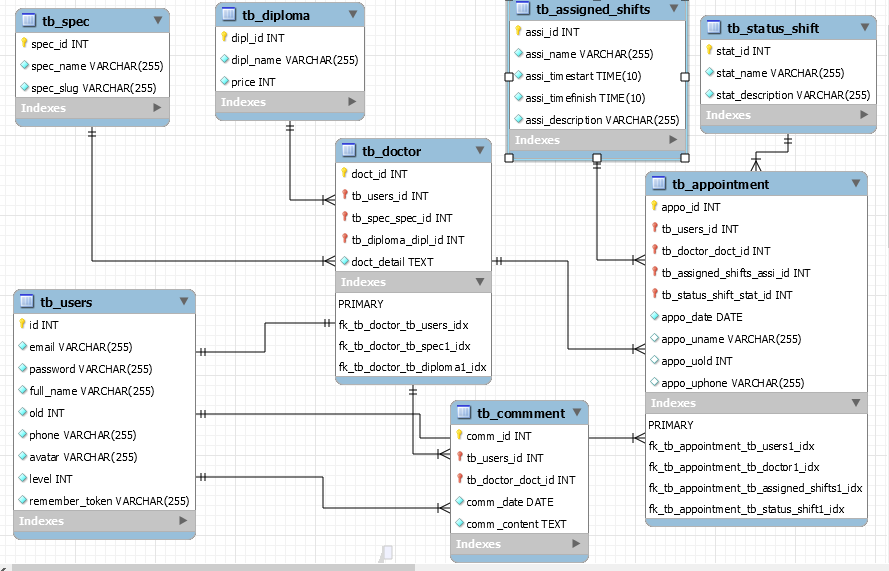 tb_spec
spec_id INT
spec_name VARCHAR(255)
spec_slug VARCHAR(255)
Indexes
tb_diploma
dipl_id INT
dipl_name VARCHAR(255)
price INT
Indexes
tb_assigned_shifts
assi_id INT
assi_name VARCHAR(255)
assi_timestart TIME(10)
assi_timefinish TIME(10)
assi_description VARCHAR(255)
Indexes
tb_status_shift
stat_id INT
stat_name VARCHAR(255)
stat_description VARCHAR(255)
Indexes
tb_doctor
doct_id INT
tb_users_id INT
tb_spec_spec_id INT
tb_diploma_dipl_id INT
doct_detail TEXT
Indexes
PRIMARY
fk_tb_doctor_tb_users_idx
fk_tb_doctor_tb_spec1_idx
fk_tb_doctor_tb_diploma1_idx
tb_appointment
appo_id INT
tb_users_id INT
tb_doctor_doct_id INT
tb_assigned_shifts_assi_id INT
tb_status_shift_stat_id INT
appo_date DATE
appo_uname VARCHAR(255)
appo_uold INT
appo_uphone VARCHAR(255)
Indexes
PRIMARY
fk_tb_appointment_tb_users1_idx
fk_tb_appointment_tb_doctor1_idx
fk_tb_appointment_tb_assigned_shifts1_idx
fk_tb_appointment_tb_status_shift1_idx
tb_users
id INT
email VARCHAR(255)
password VARCHAR(255)
full_name VARCHAR(255)
old INT
phone VARCHAR(255)
avatar VARCHAR(255)
level INT
remember_token VARCHAR(255)
Indexes
tb_commment
comm_id INT
tb_users_id INT
tb_doctor_doct_id INT
comm_date DATE
comm_content TEXT
Indexes